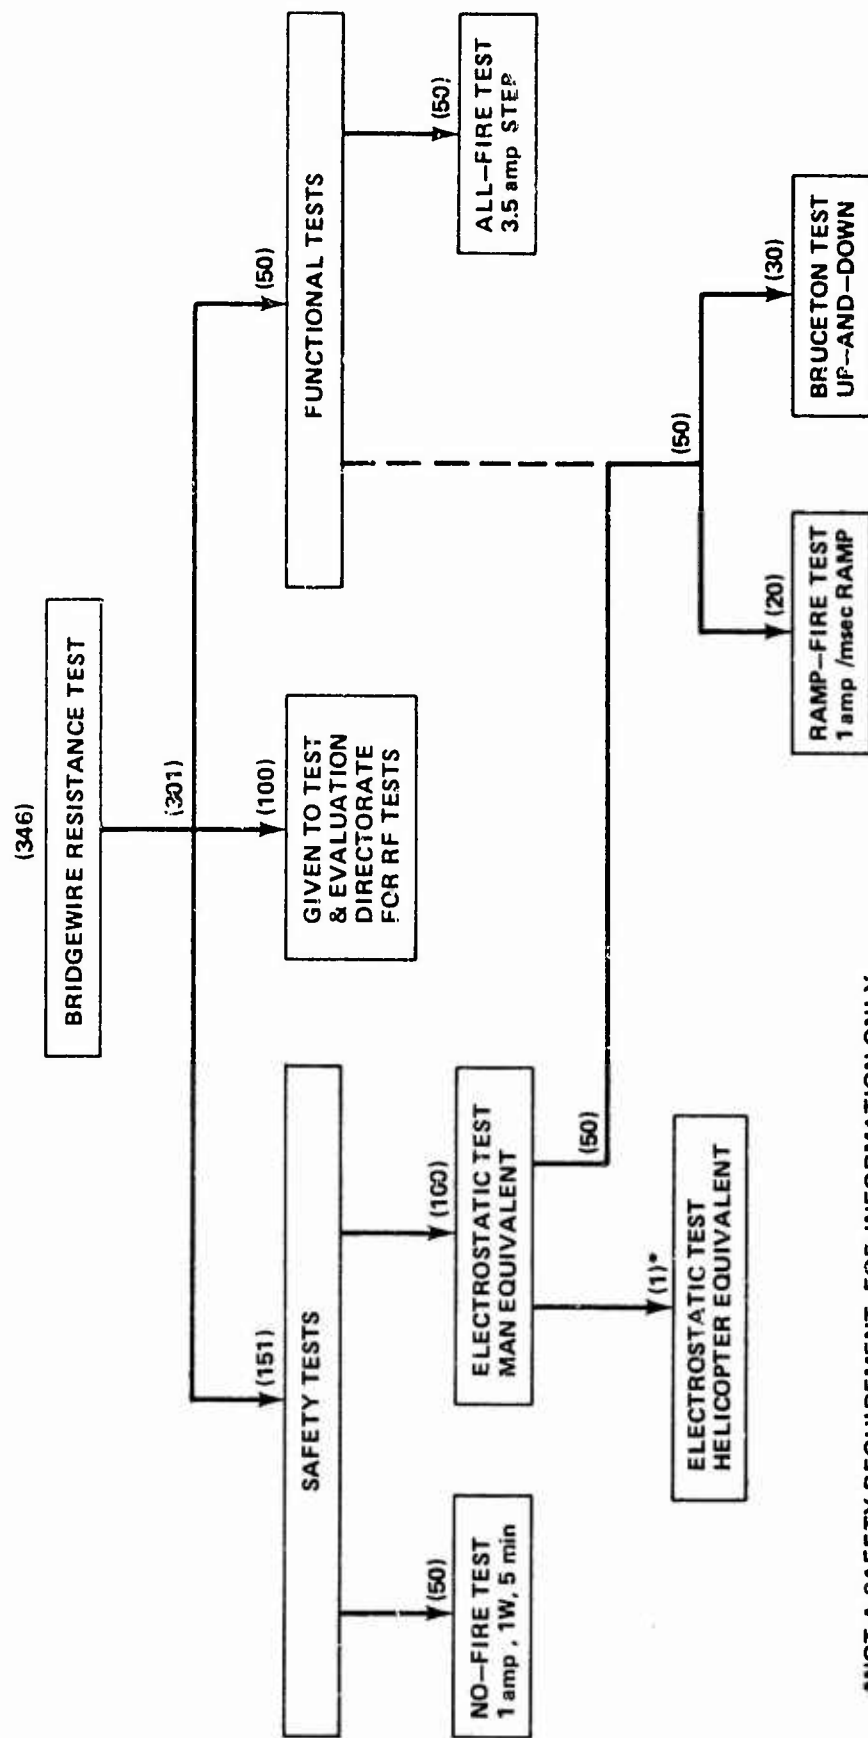 (346)
BRIDGEWIRE RESISTANCE TEST
(301)
(151)
(100)
(50)
SAFETY TESTS
GIVEN TO TEST
& EVALUATION
DIRECTORATE
FOR RF TESTS
FUNCTIONAL TESTS
(50)
(100)
(50)
NO–FIRE TEST
1 amp , 1W, 5 min
ELECTROSTATIC TEST
MAN EQUIVALENT
ALL–FIRE TEST
3.5 amp STEP
(50)
(1)*
(50)
ELECTROSTATIC TEST
HELICOPTER EQUIVALENT
(20)
(30)
RAMP–FIRE TEST
1 amp /msec RAMP
BRUCETON TEST
UP–AND–DOWN
*NOT A SAFETY REQUIREMENT, FOR INFORMATION ONLY